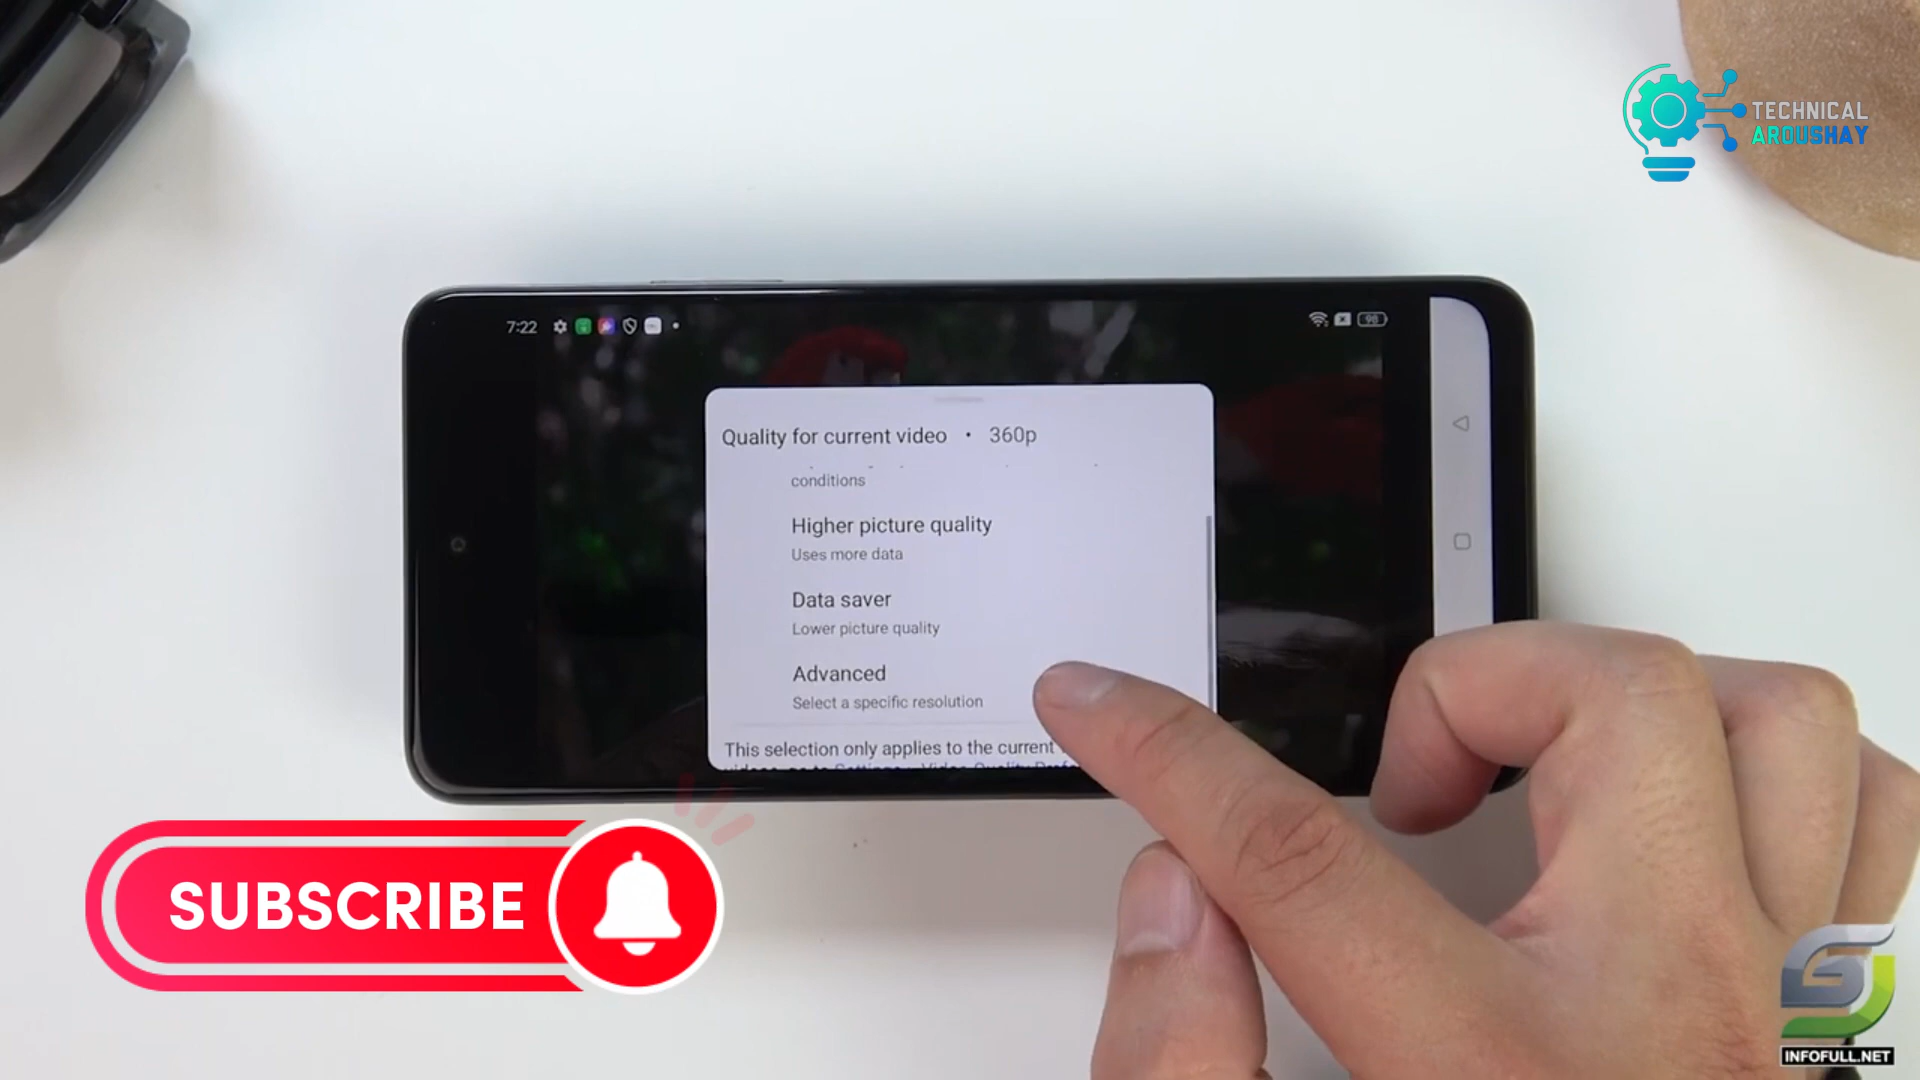 TECHNICAL
AROUSHAY
7:22
98
Quality for current video • 360p
conditions
Higher picture quality
Uses more data
Data saver
Lower picture quality
Advanced
Select a specific resolution
This selection only applies to the current
SUBSCRIBE
INFOFULL.NET